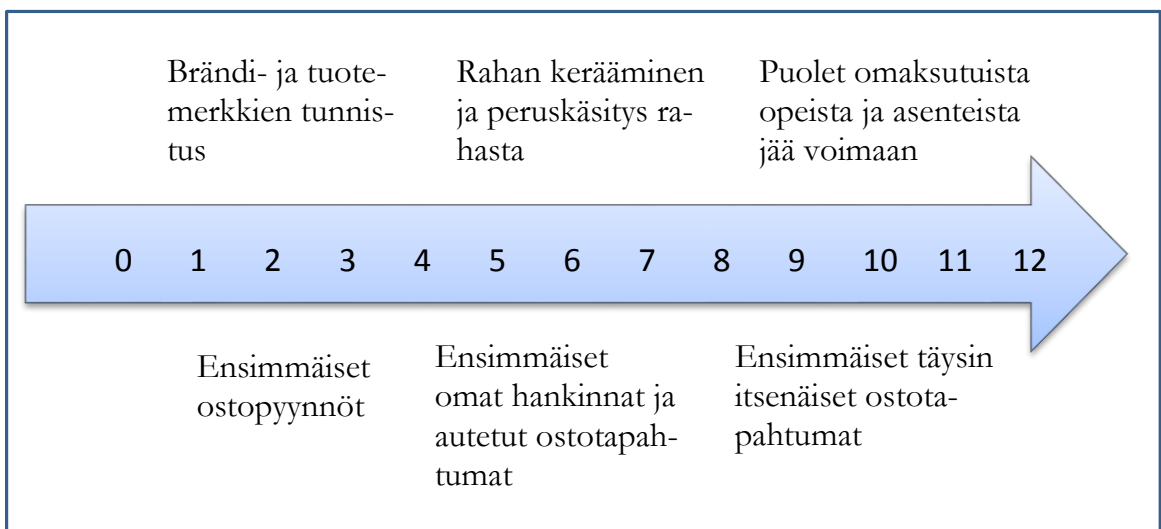 Brändi- ja tuote-
merkkien tunnis-
tus
Rahan kerääminen
ja peruskäsitys ra-
hasta
Puolet omaksutuista
opeista ja asenteista
jää voimaan
0 1 2 3 4 5 6 7 8 9 10 11 12
Ensimmäiset
ostopyynnöt
Ensimmäiset
omat hankinnat ja
autetut ostotapah-
tumat
Ensimmäiset täysin
itsenäiset ostota-
pahtumat